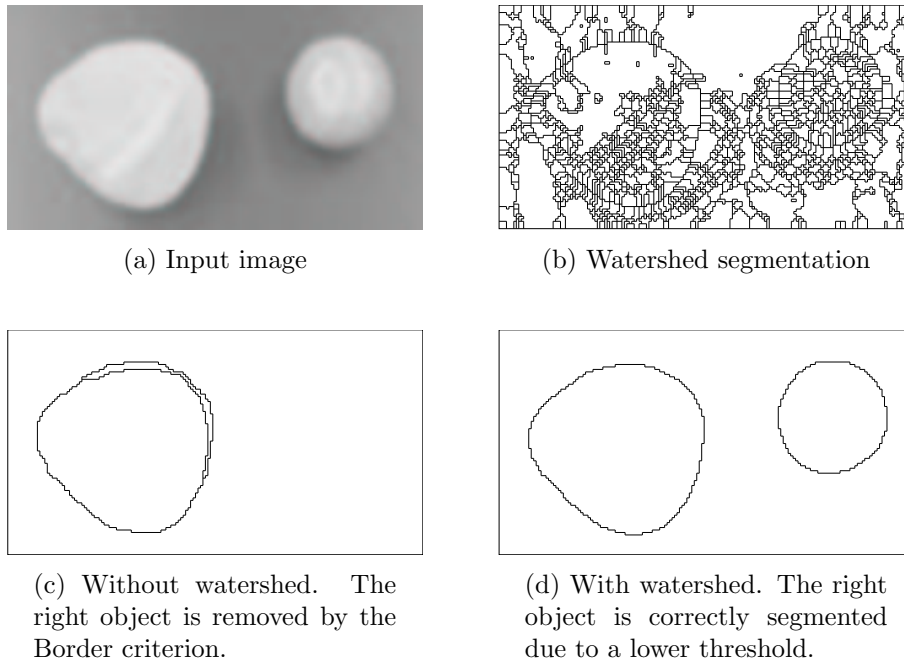 (a) Input image
(b) Watershed segmentation
(c) Without watershed. The
right object is removed by the
Border criterion.
(d) With watershed. The right
object is correctly segmented
due to a lower threshold.